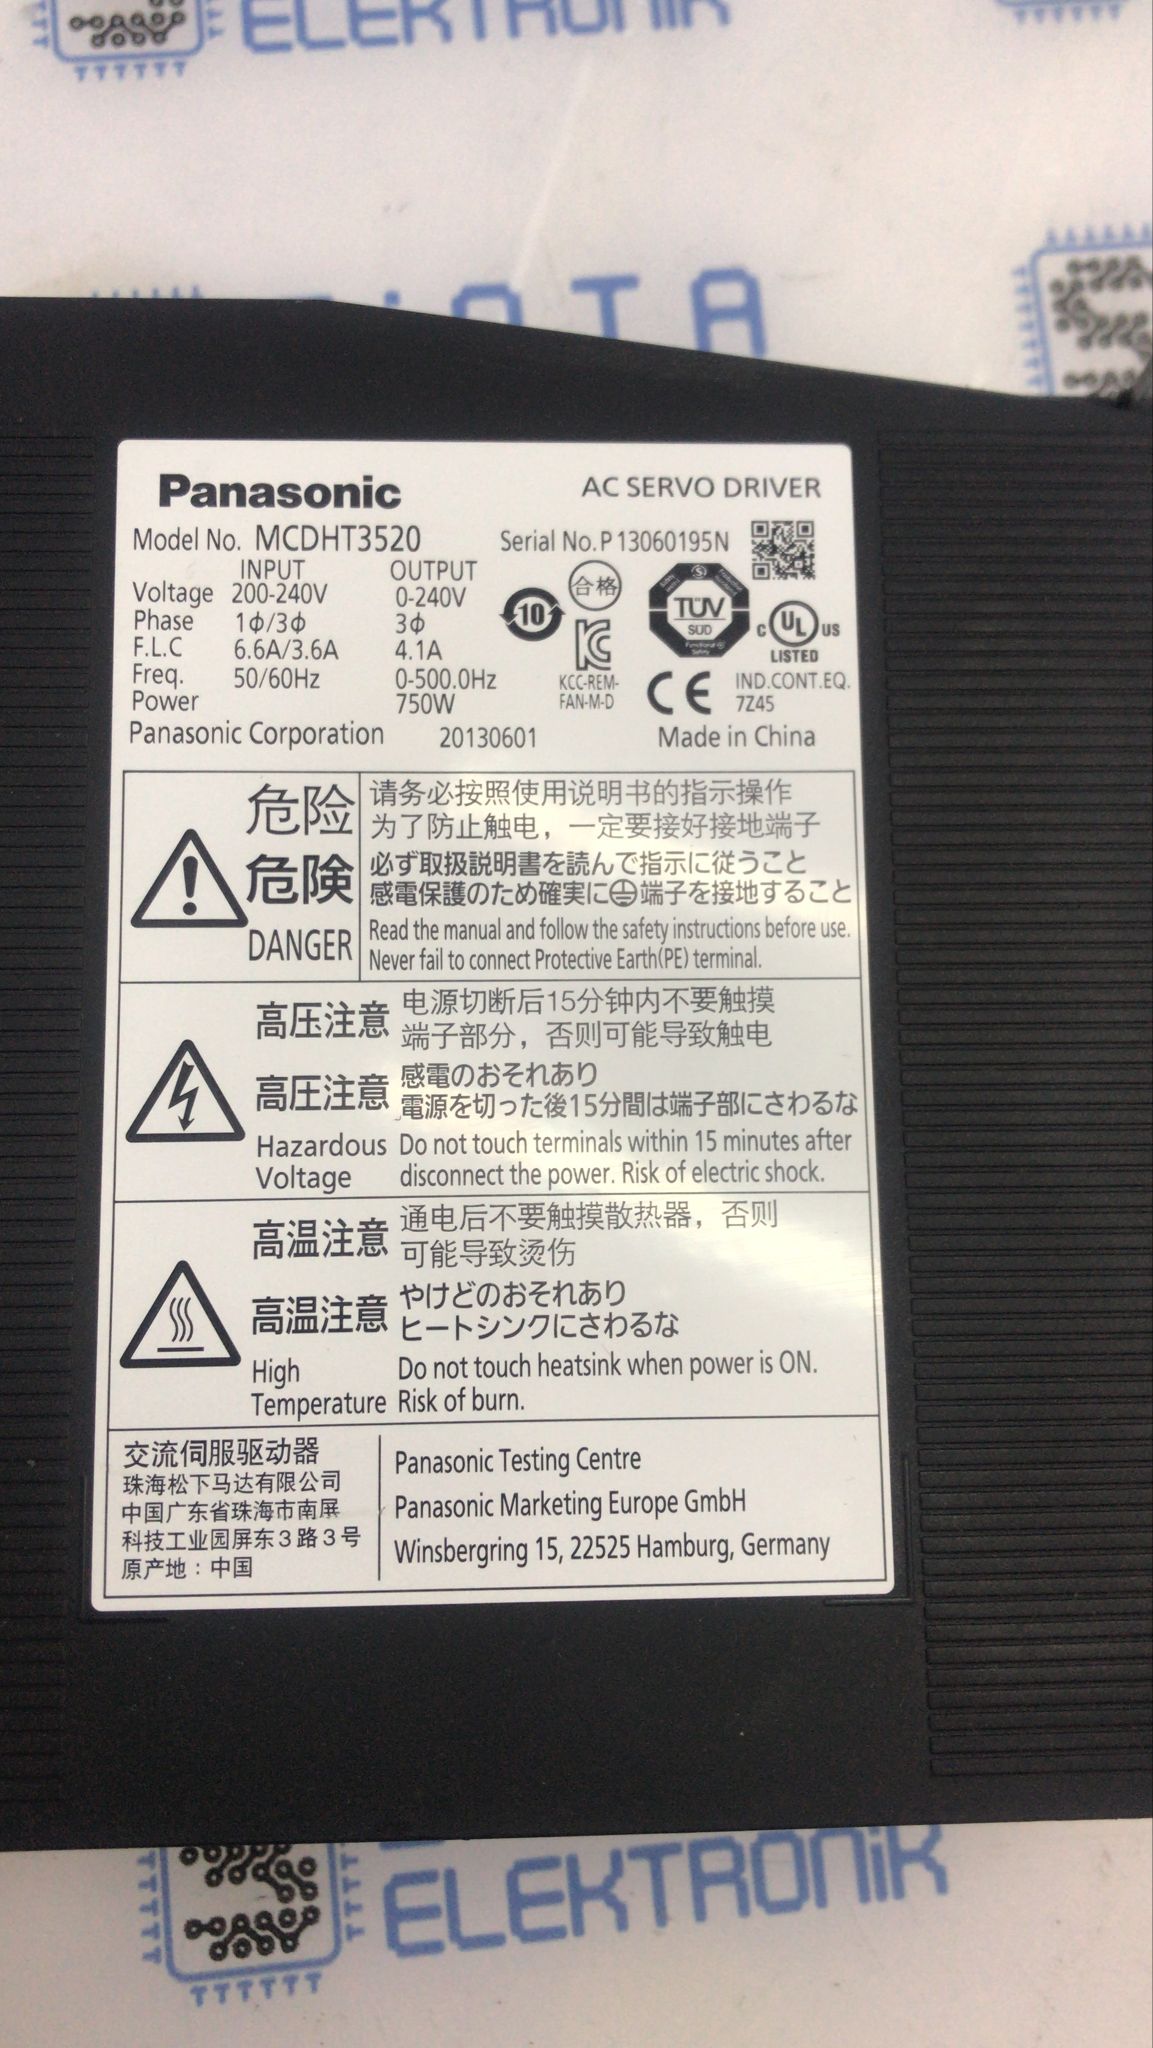 ELEKTRONİK
OTA
Panasonic
AC SERVO DRIVER
Model No. MCDHT3520
Serial No. P13060195N
INPUT OUTPUT
Voltage 200-240V 0-240V
Phase 1ϕ/3ϕ 3ϕ
F.L.C 6.6A/3.6A 4.1A
Freq. 50/60Hz 0-500.0Hz
Power 750W
10
合格
KCC-REM-
FAN-M-D
TÜV
SÜD
Functional
Safety
CE
C UL US
LISTED
IND.CONT.EQ.
7Z45
Panasonic Corporation 20130601 Made in China
危险
请务必按照使用说明书的指示操作
为了防止触电，一定要接好接地端子
危険
必ず取扱説明書を読んで指示に従うこと
感電保護のため確実に⏚端子を接地すること
DANGER
Read the manual and follow the safety instructions before use.
Never fail to connect Protective Earth(PE) terminal.
高压注意
电源切断后15分钟内不要触摸
端子部分，否则可能导致触电
高圧注意
感電のおそれあり
電源を切った後15分間は端子部にさわるな
Hazardous
Voltage
Do not touch terminals within 15 minutes after
disconnect the power. Risk of electric shock.
高温注意
通电后不要触摸散热器，否则
可能导致烫伤
高温注意
やけどのおそれあり
ヒートシンクにさわるな
High
Temperature
Do not touch heatsink when power is ON.
Risk of burn.
交流伺服驱动器
珠海松下马达有限公司
中国广东省珠海市南屏
科技工业园屏东3路3号
原产地：中国
Panasonic Testing Centre
Panasonic Marketing Europe GmbH
Winsbergring 15, 22525 Hamburg, Germany
ELEKTRONİK